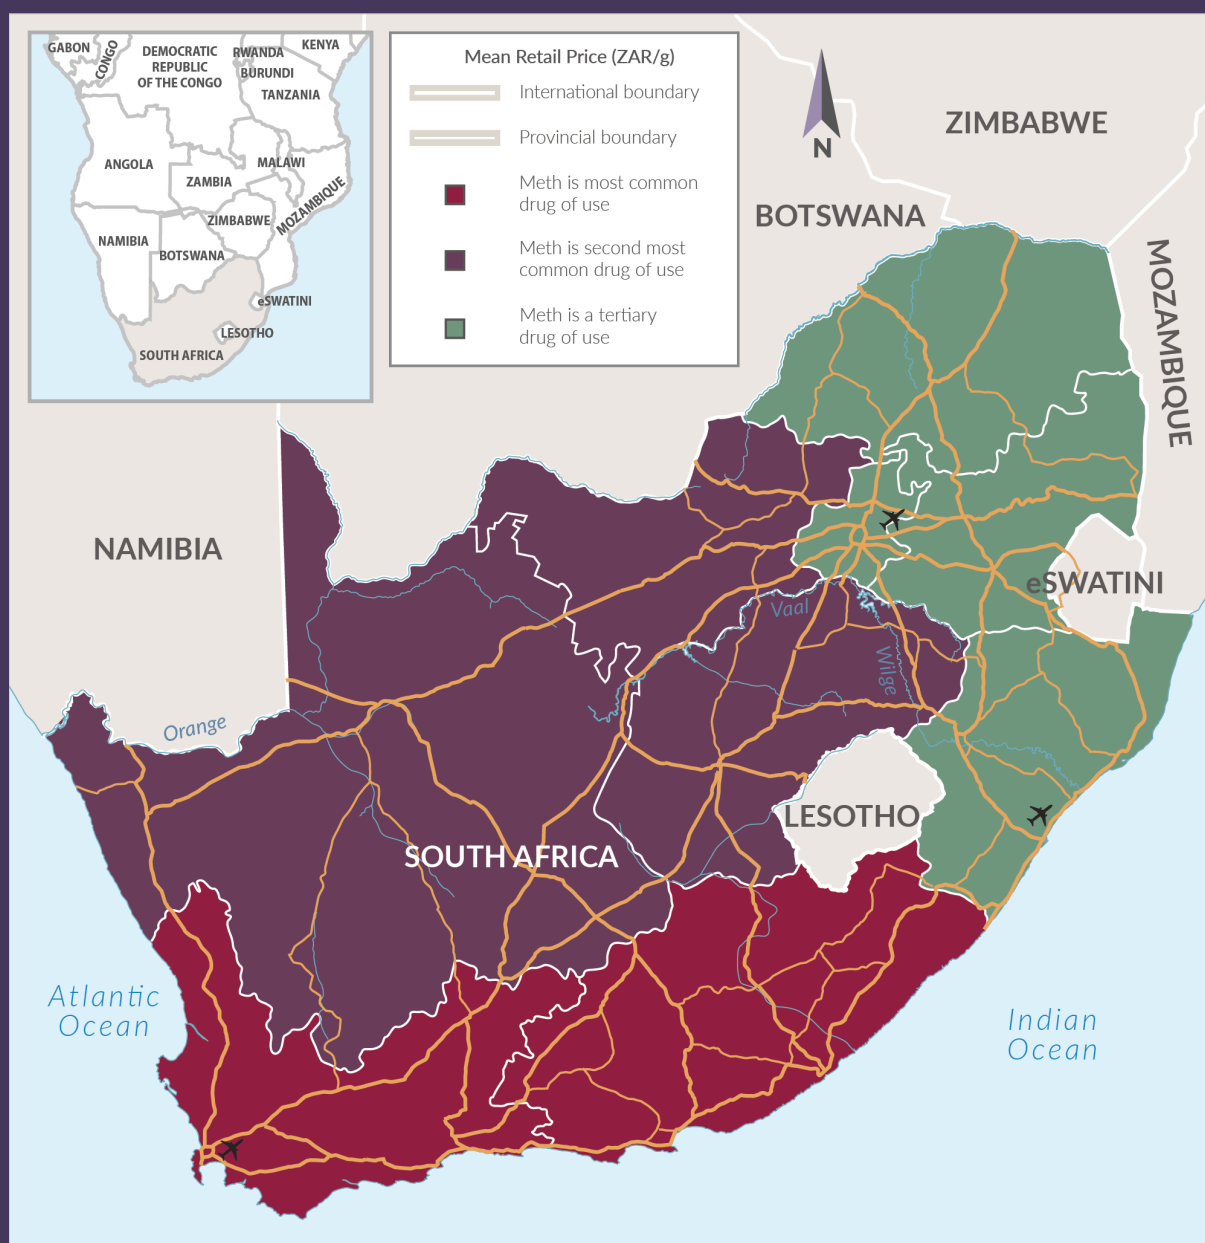 GABON
CONGO
DEMOCRATIC
REPUBLIC
OF THE CONGO
RWANDA
BURUNDI
KENYA
TANZANIA
ANGOLA
ZAMBIA
MALAWI
MOZAMBIQUE
ZIMBABWE
NAMIBIA
BOTSWANA
eSWATINI
LESOTHO
SOUTH AFRICA
Mean Retail Price (ZAR/g)
International boundary
Provincial boundary
Meth is most common
drug of use
Meth is second most
common drug of use
Meth is a tertiary
drug of use
N
ZIMBABWE
BOTSWANA
MOZAMBIQUE
NAMIBIA
eSWATINI
Vaal
Wilge
Orange
LESOTHO
SOUTH AFRICA
Atlantic
Ocean
Indian
Ocean